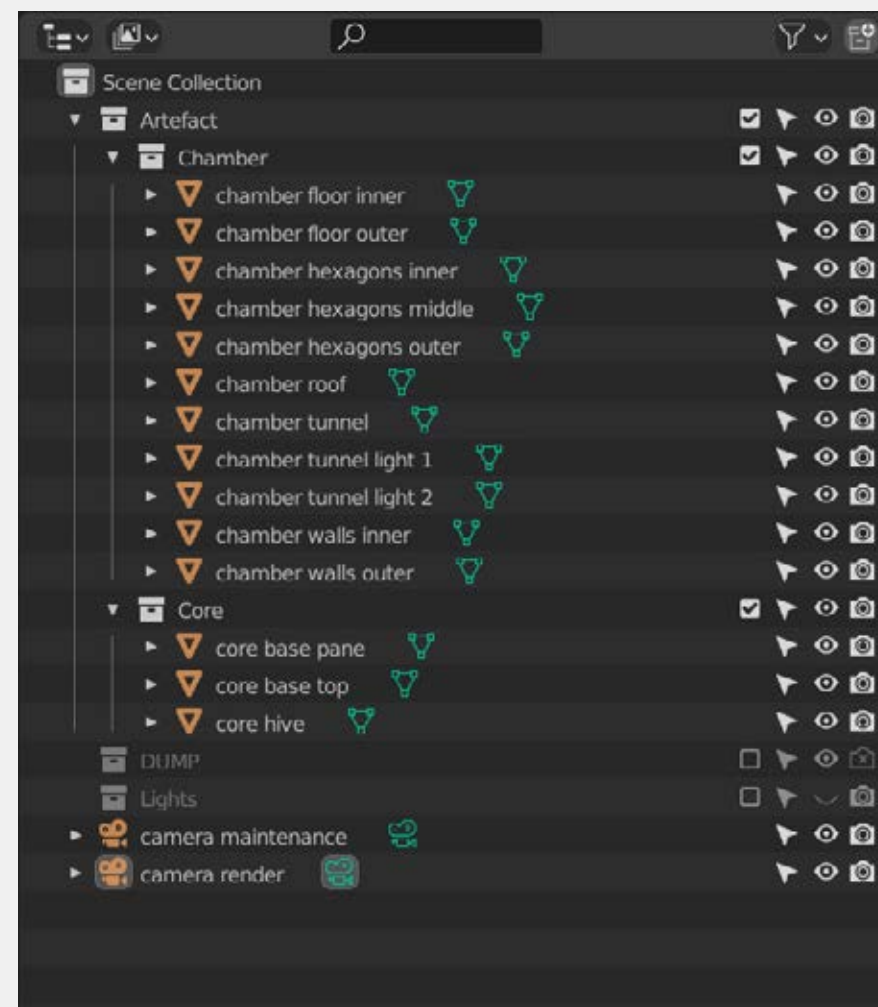 Scene Collection
Artefact
Chamber
chamber floor inner
chamber floor outer
chamber hexagons inner
chamber hexagons middle
chamber hexagons outer
chamber roof
chamber tunnel
chamber tunnel light 1
chamber tunnel light 2
chamber walls inner
chamber walls outer
Core
core base pane
core base top
core hive
DUMP
Lights
camera maintenance
camera render